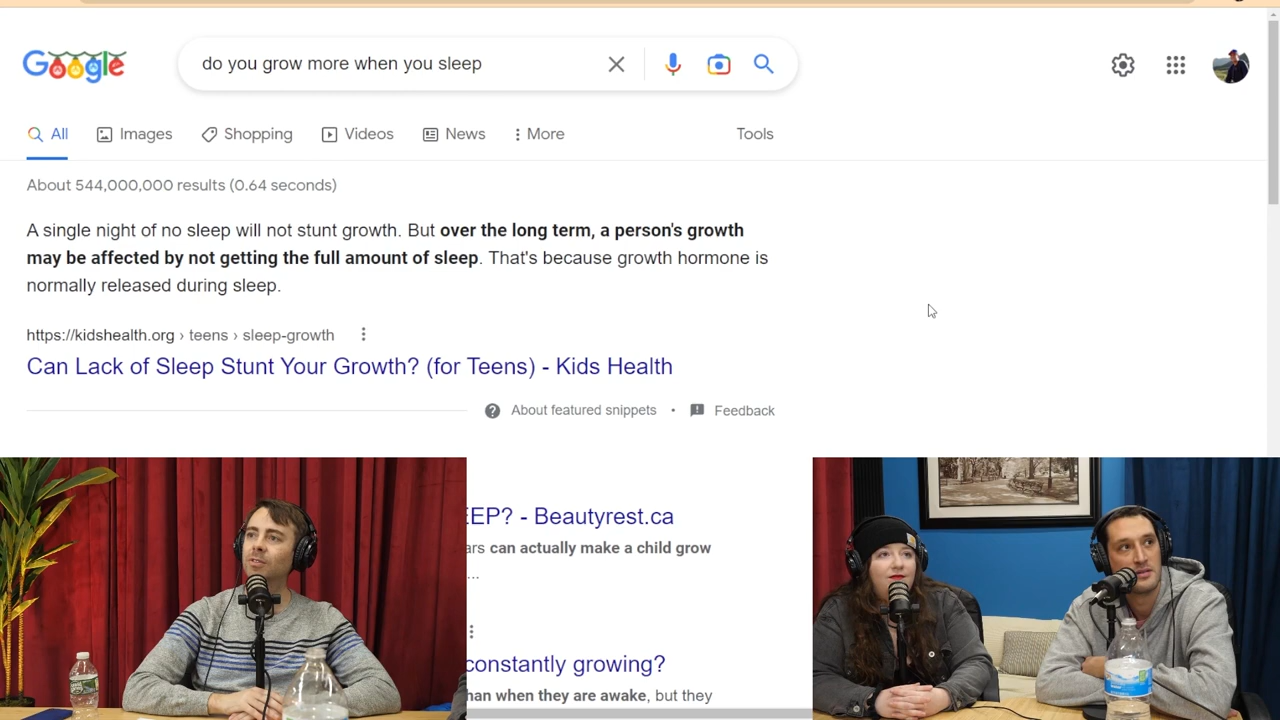 Google
do you grow more when you sleep
All Images Shopping Videos News More Tools
About 544,000,000 results (0.64 seconds)
A single night of no sleep will not stunt growth. But over the long term, a person's growth
may be affected by not getting the full amount of sleep. That's because growth hormone is
normally released during sleep.
https://kidshealth.org › teens › sleep-growth
Can Lack of Sleep Stunt Your Growth? (for Teens) - Kids Health
About featured snippets • Feedback
EEP? - Beautyrest.ca
ars can actually make a child grow
...
constantly growing?
han when they are awake, but they